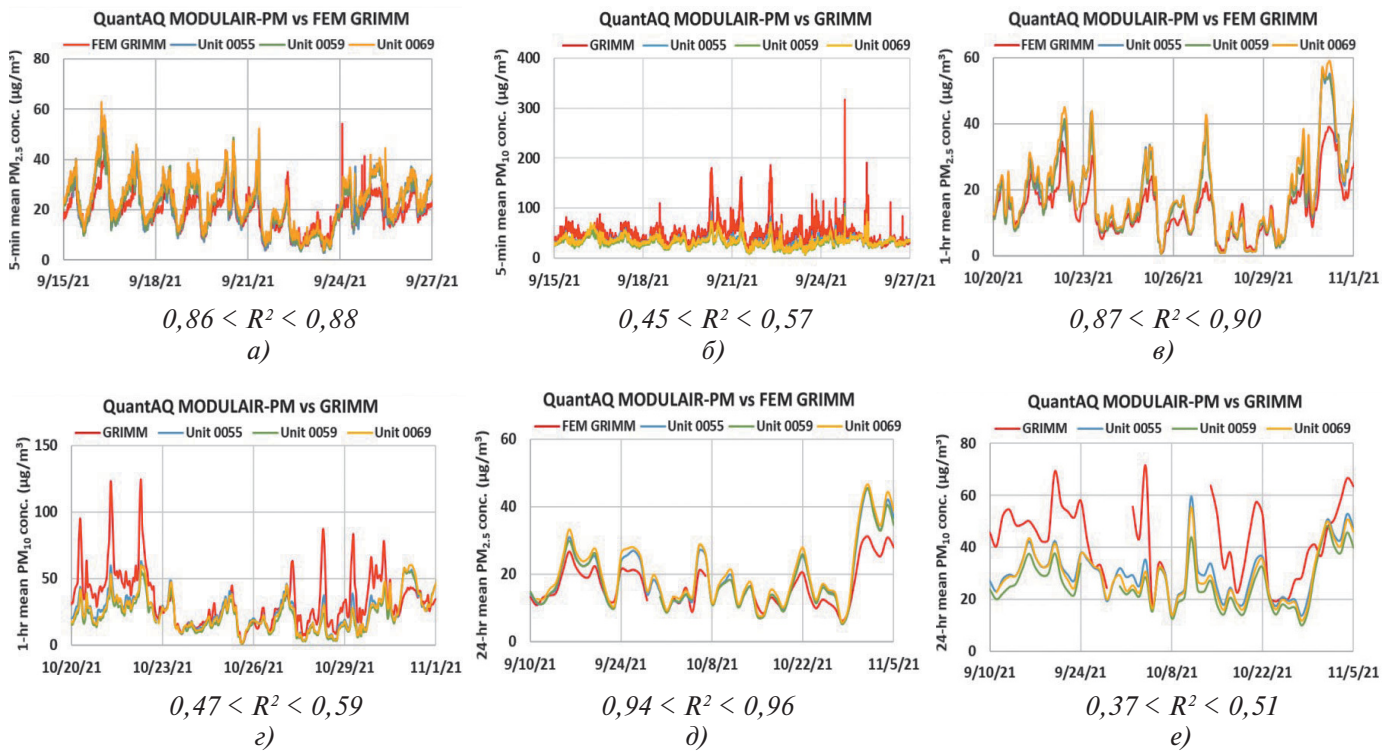 QuantAQ MODULAIR-PM vs FEM GRIMM
FEM GRIMM Unit 0055 Unit 0059 Unit 0069
5-min mean PM2.5 conc. (µg/m³)
80
60
40
20
0
9/15/21 9/18/21 9/21/21 9/24/21 9/27/21
0,86 < R² < 0,88
а)
QuantAQ MODULAIR-PM vs GRIMM
GRIMM Unit 0055 Unit 0059 Unit 0069
5-min mean PM10 conc. (µg/m³)
400
300
200
100
0
9/15/21 9/18/21 9/21/21 9/24/21 9/27/21
0,45 < R² < 0,57
б)
QuantAQ MODULAIR-PM vs FEM GRIMM
FEM GRIMM Unit 0055 Unit 0059 Unit 0069
1-hr mean PM2.5 conc. (µg/m³)
60
40
20
0
10/20/21 10/23/21 10/26/21 10/29/21 11/1/21
0,87 < R² < 0,90
в)
QuantAQ MODULAIR-PM vs GRIMM
GRIMM Unit 0055 Unit 0059 Unit 0069
1-hr mean PM10 conc. (µg/m³)
150
100
50
0
10/20/21 10/23/21 10/26/21 10/29/21 11/1/21
0,47 < R² < 0,59
г)
QuantAQ MODULAIR-PM vs FEM GRIMM
FEM GRIMM Unit 0055 Unit 0059 Unit 0069
24-hr mean PM2.5 conc. (µg/m³)
60
40
20
0
9/10/21 9/24/21 10/8/21 10/22/21 11/5/21
0,94 < R² < 0,96
д)
QuantAQ MODULAIR-PM vs GRIMM
GRIMM Unit 0055 Unit 0059 Unit 0069
24-hr mean PM10 conc. (µg/m³)
80
60
40
20
0
9/10/21 9/24/21 10/8/21 10/22/21 11/5/21
0,37 < R² < 0,51
е)